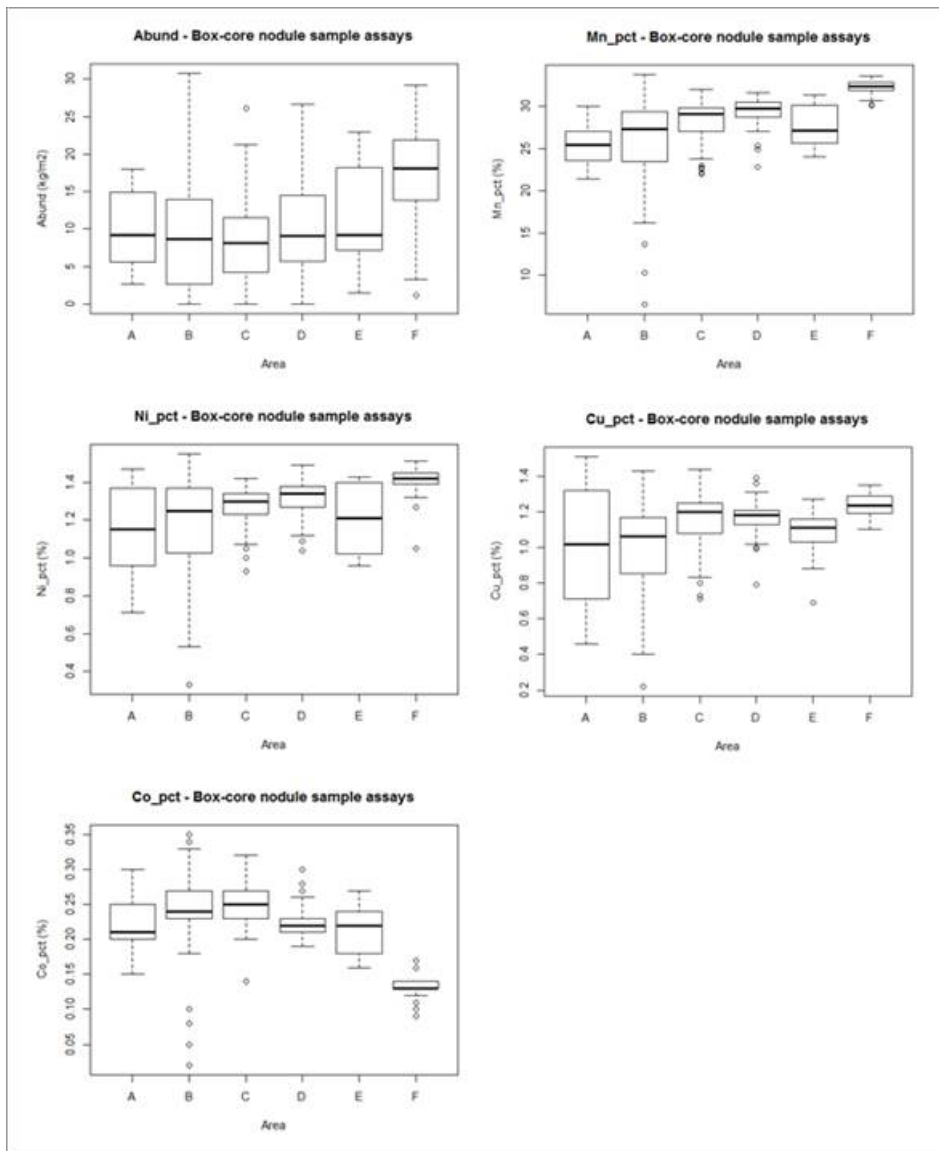 Abund - Box-core nodule sample assays
Abund (kg/m2)
30
25
20
15
10
5
0
A B C D E F
Area
Mn_pct - Box-core nodule sample assays
Mn_pct (%)
30
25
20
15
10
A B C D E F
Area
Ni_pct - Box-core nodule sample assays
Ni_pct (%)
1.4
1.2
1.0
0.8
0.6
0.4
A B C D E F
Area
Cu_pct - Box-core nodule sample assays
Cu_pct (%)
1.4
1.2
1.0
0.8
0.6
0.4
0.2
A B C D E F
Area
Co_pct - Box-core nodule sample assays
Co_pct (%)
0.35
0.30
0.25
0.20
0.15
0.10
0.05
A B C D E F
Area